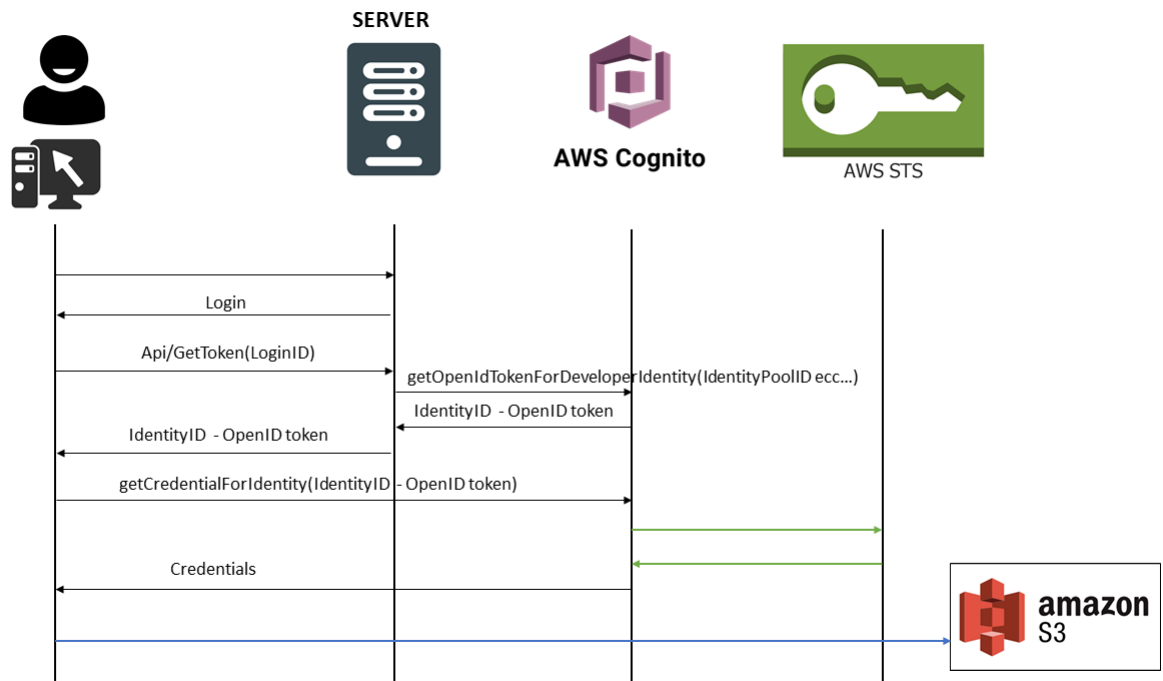 SERVER
AWS Cognito
AWS STS
Login
Api/GetToken(LoginID)
getOpenIdTokenForDeveloperIdentity(IdentityPoolID ecc...)
IdentityID - OpenID token
IdentityID - OpenID token
getCredentialForIdentity(IdentityID - OpenID token)
Credentials
amazon
S3